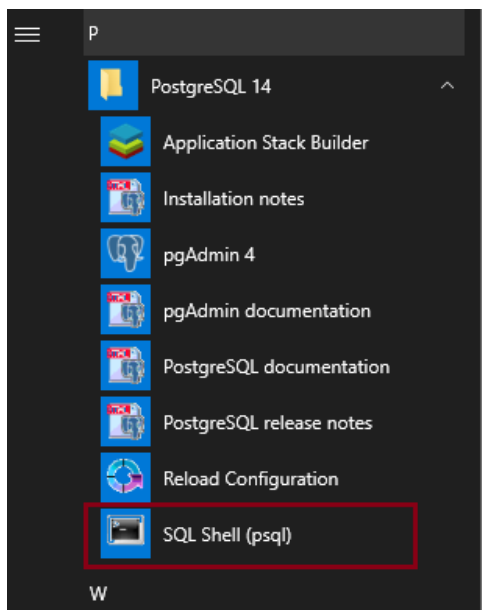 P
PostgreSQL 14
Application Stack Builder
Installation notes
pgAdmin 4
pgAdmin documentation
PostgreSQL documentation
PostgreSQL release notes
Reload Configuration
SQL Shell (psql)
W